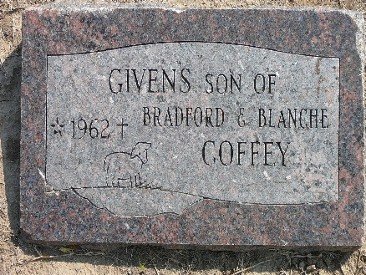 GIVENS SON OF
* 1962 † BRADFORD & BLANCHE
COFFEY